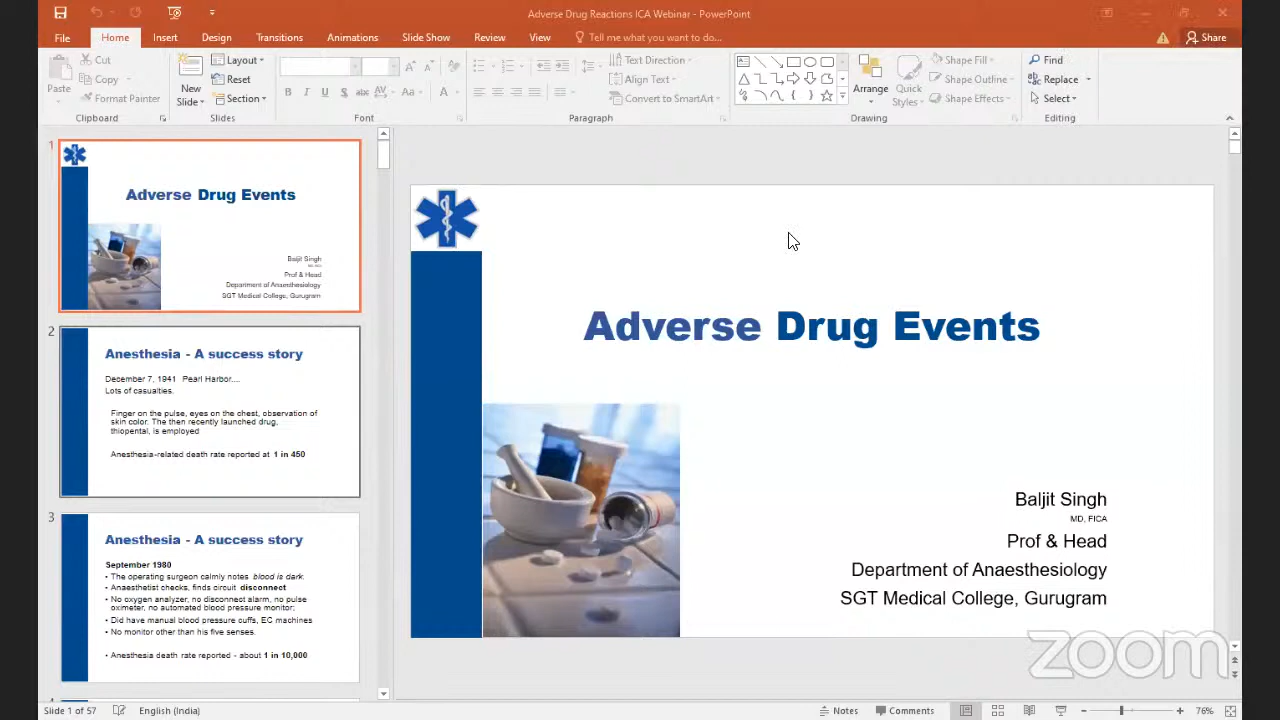 Adverse Drug Reactions ICA Webinar - PowerPoint
File Home Insert Design Transitions Animations Slide Show Review View Tell me what you want to do... Share
Paste
Cut
Copy
Format Painter
Clipboard
New
Slide
Layout
Reset
Section
Slides
B I U S abc AV Aa A
Font
Text Direction
Align Text
Convert to SmartArt
Paragraph
Arrange
Quick
Styles
Shape Fill
Shape Outline
Shape Effects
Drawing
Find
Replace
Select
Editing
1
Adverse Drug Events
Baljit Singh
Prof & Head
Department of Anaesthesiology
SGT Medical College, Gurugram
2
Anesthesia - A success story
December 7, 1941 Pearl Harbor....
Lots of casualties.
Finger on the pulse, eyes on the chest, observation of
skin color. The then recently launched drug,
thiopental, is employed
Anesthesia-related death rate reported at 1 in 450
3
Anesthesia - A success story
September 1980
• The operating surgeon calmly notes blood is dark.
• Anaesthetist checks, finds circuit disconnect
• No oxygen analyzer, no disconnect alarm, no pulse
oximeter, no automated blood pressure monitor;
• Did have manual blood pressure cuffs, EC machines
• No monitor other than his five senses.
• Anesthesia death rate reported - about 1 in 10,000
Adverse Drug Events
Baljit Singh
MD, FICA
Prof & Head
Department of Anaesthesiology
SGT Medical College, Gurugram
zoom
Slide 1 of 57 English (India) Notes Comments 76%